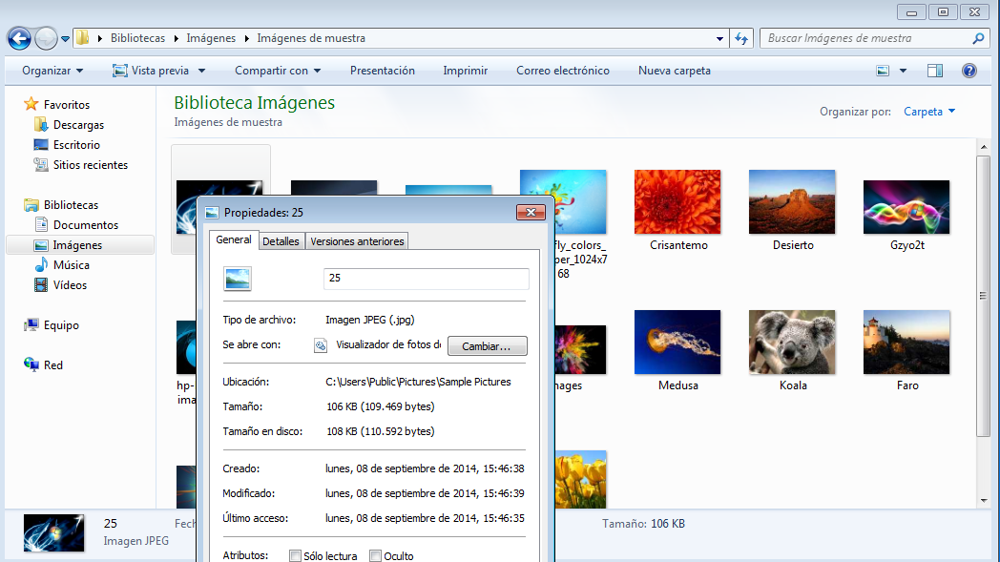 Bibliotecas Imágenes Imágenes de muestra
Buscar Imágenes de muestra
Organizar Vista previa Compartir con Presentación Imprimir Correo electrónico Nueva carpeta
Favoritos
Descargas
Escritorio
Sitios recientes
Bibliotecas
Documentos
Imágenes
Música
Vídeos
Equipo
Red
Biblioteca Imágenes
Imágenes de muestra
Organizar por: Carpeta
Propiedades: 25
General Detalles Versiones anteriores
25
Tipo de archivo: Imagen JPEG (.jpg)
Se abre con: Visualizador de fotos Cambiar...
Ubicación: C:\Users\Public\Pictures\Sample Pictures
Tamaño: 106 KB (109.469 bytes)
Tamaño en disco: 108 KB (110.592 bytes)
Creado: lunes, 08 de septiembre de 2014, 15:46:38
Modificado: lunes, 08 de septiembre de 2014, 15:46:39
Último acceso: lunes, 08 de septiembre de 2014, 15:46:35
Atributos: Sólo lectura Oculto
fly_colors_
per_1024x7
68
Crisantemo
Desierto
Gzyo2t
hp-
ima
mages
Medusa
Koala
Faro
25
Imagen JPEG
Fech
Tamaño: 106 KB